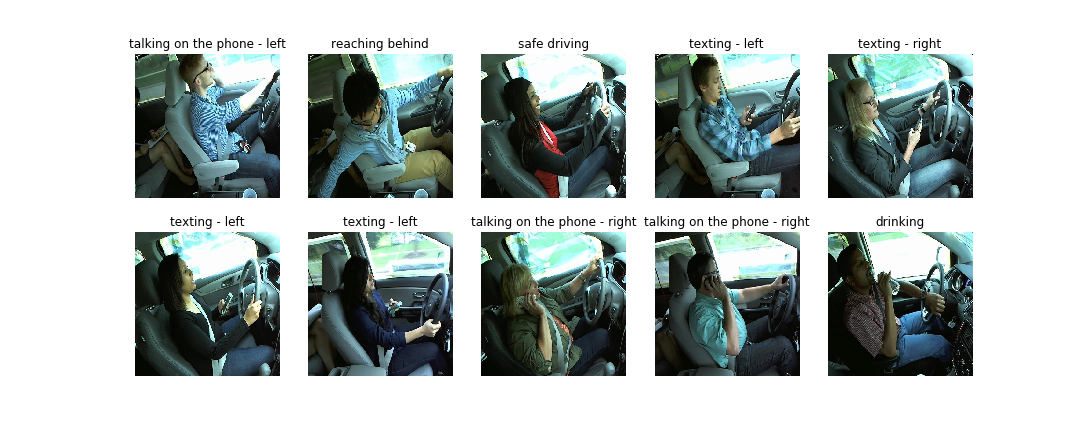 talking on the phone - left
reaching behind
safe driving
texting - left
texting - right
texting - left
texting - left
talking on the phone - right
talking on the phone - right
drinking